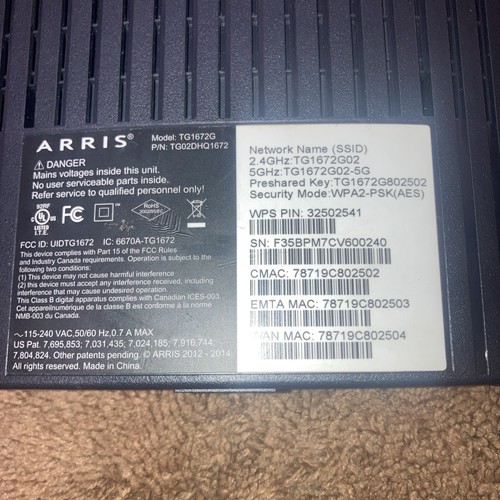 ARRIS®
Model: TG1672G
P/N: TG02DHQ1672
⚠ DANGER
Mains voltages inside this unit.
No user serviceable parts inside.
Refer service to qualified personnel only!
92RF
UL LISTED
I.T.E.
FC
RoHS
2002/95/EC
FCC ID: UIDTG1672 IC: 6670A-TG1672
This device complies with Part 15 of the FCC Rules
and Industry Canada requirements. Operation is subject to the
following two conditions:
(1) This device may not cause harmful interference
(2) this device must accept any interference received, including
interference that may cause undesired operation.
This Class B digital apparatus complies with Canadian ICES-003.
Cet appareil numérique de la classe B est conforme à la norme
NMB-003 du Canada.
~115-240 VAC,50/60 Hz,0.7 A MAX
US Pat. 7,695,853; 7,031,435; 7,024,185; 7,916,744;
7,804,824. Other patents pending. © ARRIS 2012 - 2014
All rights reserved. Made in China.
Network Name (SSID)
2.4GHz:TG1672G02
5GHz:TG1672G02-5G
Preshared Key:TG1672G802502
Security Mode:WPA2-PSK(AES)
WPS PIN: 32502541
SN: F35BPM7CV600240
CMAC: 78719C802502
EMTA MAC: 78719C802503
WAN MAC: 78719C802504